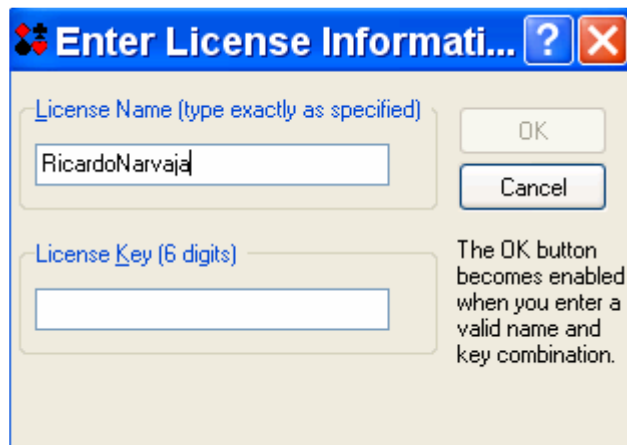 Enter License Informati...
License Name (type exactly as specified)
RicardoNarvaja
OK
Cancel
License Key (6 digits)
The OK button
becomes enabled
when you enter a
valid name and
key combination.